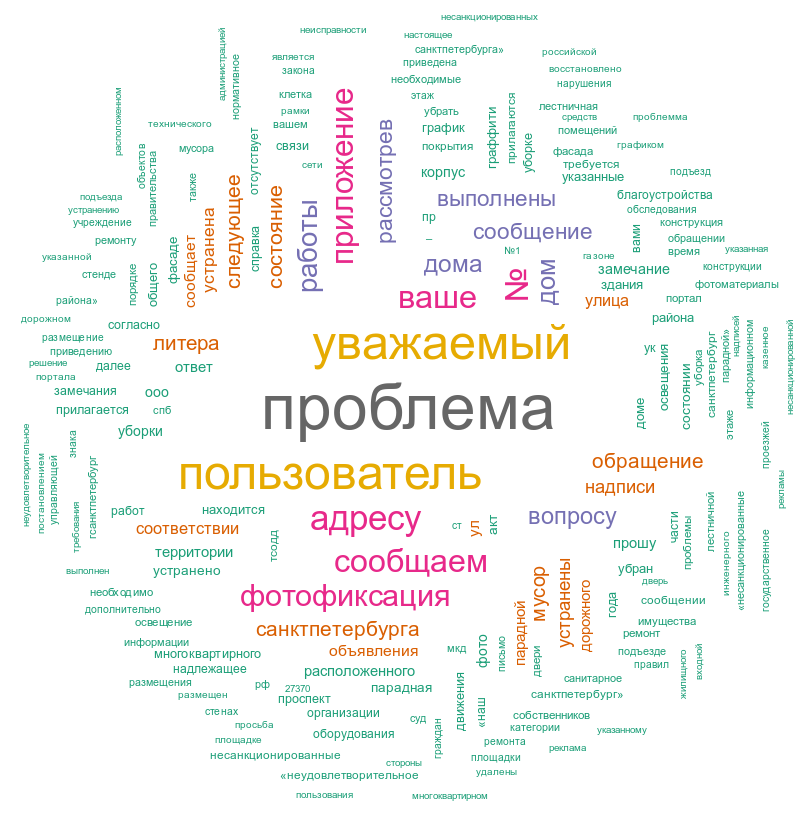 несанкционированных
неисправности
настоящее
санктпетербурга»
российской
является
приведена
закона
восстановлено
необходимые
нарушения
администрацией
нормативное
расположенном
клетка
этаж
рамки
убрать
лестничная
средств
проблемма
технического
вашем
график
граффити
прилагаются
помещений
приложение
рассмотрев
мусора
связи
покрытия
уборке
фасада
графиком
объектов
правительства
отсутствует
сети
корпус
требуется
указанные
подъезд
также
следующее
состояние
работы
выполнены
благоустройства
подъезда
устранению
учреждение
сообщает
устранена
справка
пр
сообщение
обследования
конструкция
ремонту
фасаде
–
№1
вами
обращении
время
указанная
указанной
стенде
порядке
общего
дома
№
дом
газоне
замечание
конструкции
здания
фотоматериалы
района»
ваше
улица
портал
дорожном
согласно
района
размещение
приведению
литера
уважаемый
ук
освещения
состоянии
санктпетербург
уборка
парадной»
надписей
информационном
казенное
несанкционированной
решение
портала
далее
ответ
замечания
ооо
прилагается
спб
проблема
доме
этаже
уборки
проезжей
неудовлетворительное
постановлением
управляющей
знака
требования
гсанктпетербург
пользователь
обращение
надписи
рекламы
работ
находится
адресу
ст
ул
акт
вопросу
части
проблемы
лестничной
инженерного
«несанкционированные
государственное
соответствии
территории
тсодд
прошу
выполнен
устранено
сообщаем
убран
дверь
необходимо
дополнительно
фотофиксация
мусор
устранены
дорожного
парадной
года
сообщении
освещение
санктпетербурга
имущества
информации
многоквартирного
объявления
мкд
фото
письмо
двери
ремонт
подъезде
правил
жилищного
входной
надлежащее
расположенного
размещения
рф
27370
парадная
санитарное
размещен
проспект
движения
«наш
санктпетербург»
стенах
организации
суд
собственников
просьба
категории
указанному
площадке
оборудования
граждан
ремонта
реклама
несанкционированные
стороны
площадки
«неудовлетворительное
удалены
пользования
многоквартирном